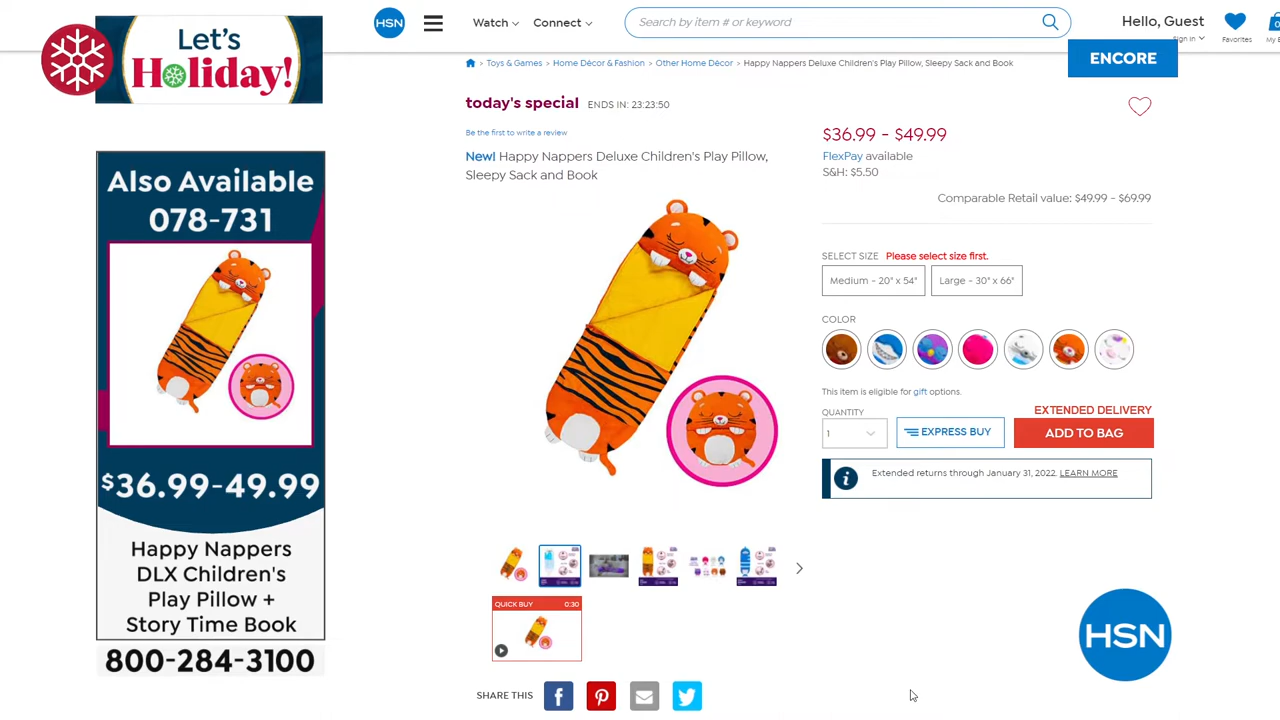 Let's
Holiday!
Also Available
078-731
$36.99-49.99
Happy Nappers
DLX Children's
Play Pillow +
Story Time Book
800-284-3100
HSN
Watch
Connect
Search by item # or keyword
Hello, Guest
Sign In
Favorites
0
ENCORE
Toys & Games > Home Décor & Fashion > Other Home Décor > Happy Nappers Deluxe Children's Play Pillow, Sleepy Sack and Book
today's special ENDS IN: 23:23:50
Be the first to write a review
New! Happy Nappers Deluxe Children's Play Pillow,
Sleepy Sack and Book
$36.99 - $49.99
FlexPay available
S&H: $5.50
Comparable Retail value: $49.99 - $69.99
SELECT SIZE Please select size first.
Medium - 20" x 54" Large - 30" x 66"
COLOR
This item is eligible for gift options.
QUANTITY
EXTENDED DELIVERY
1
EXPRESS BUY
ADD TO BAG
Extended returns through January 31, 2022. LEARN MORE
QUICK BUY 0:30
SHARE THIS
HSN